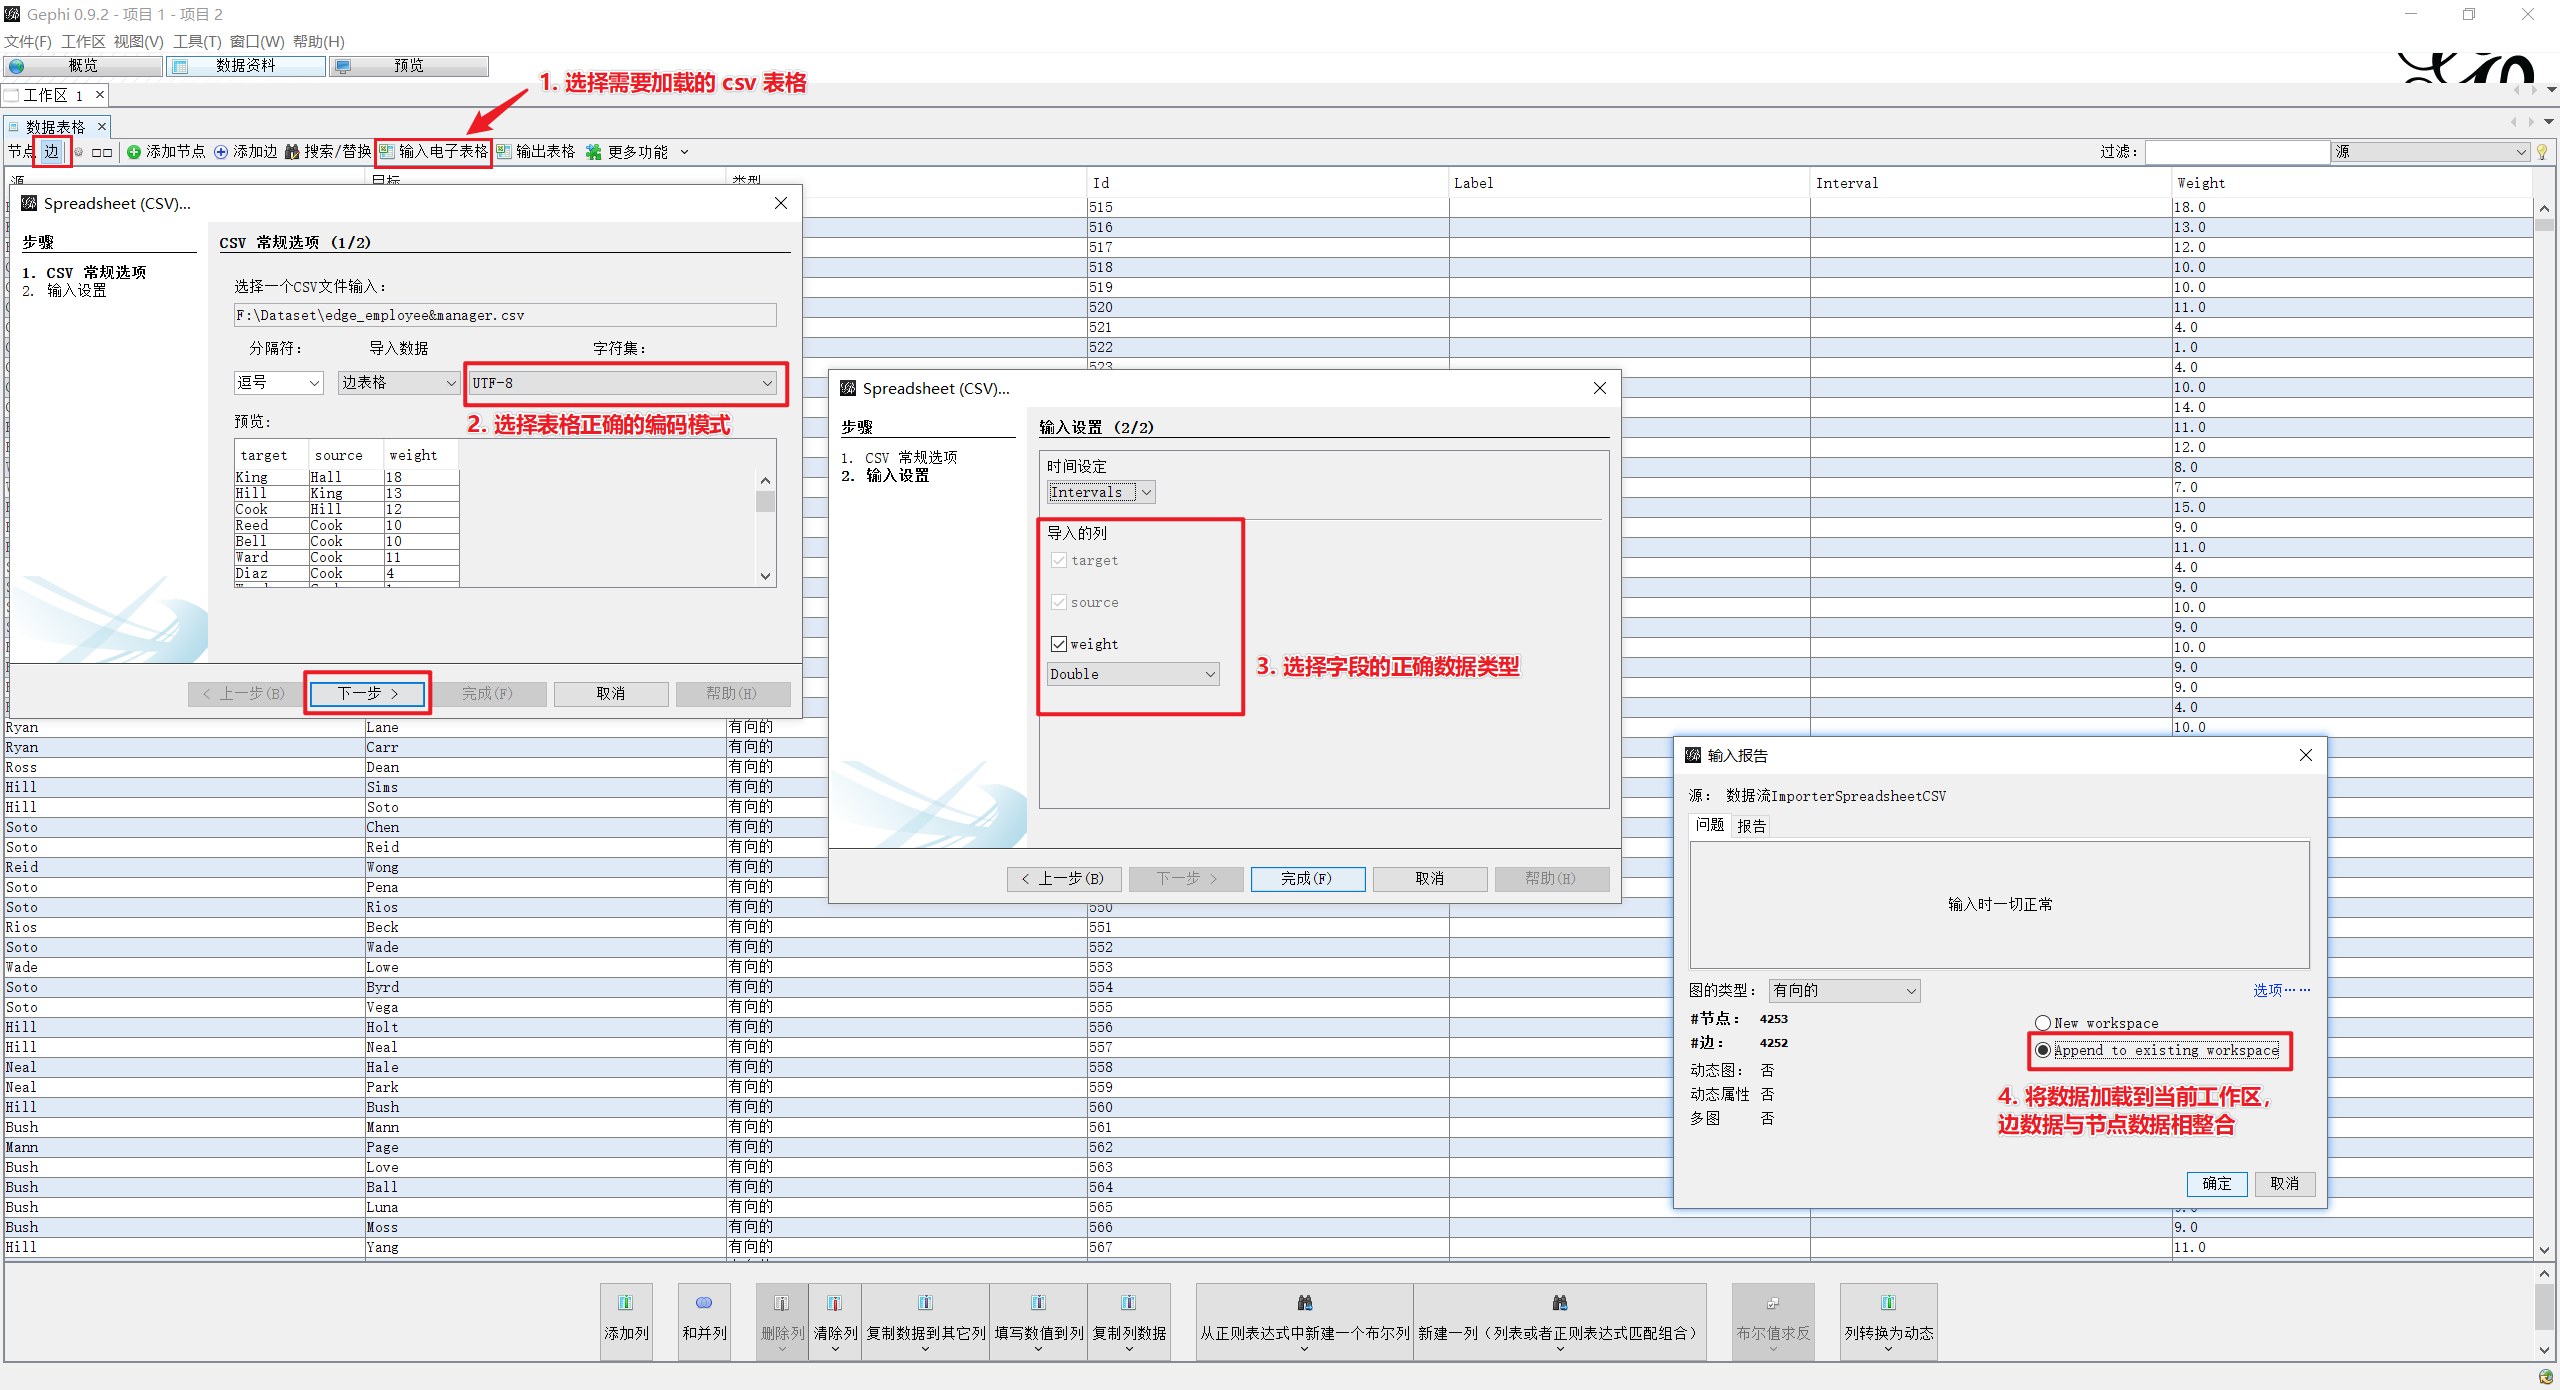 Gephi 0.9.2 - 项目 1 - 项目 2
文件(F) 工作区 视图(V) 工具(T) 窗口(W) 帮助(H)
概览 数据资料 预览
1. 选择需要加载的 csv 表格
工作区 1
数据表格
节点 边 添加节点 添加边 搜索/替换 输入电子表格 输出表格 更多功能 过滤: 源
源 目标 类型 Id Label Interval Weight
515 18.0
516 13.0
517 12.0
518 10.0
519 10.0
520 11.0
521 4.0
522 1.0
523 4.0
10.0
14.0
11.0
12.0
8.0
7.0
15.0
9.0
11.0
4.0
9.0
10.0
9.0
10.0
9.0
9.0
4.0
10.0
Spreadsheet (CSV)...
步骤
1. CSV 常规选项
2. 输入设置
CSV 常规选项 (1/2)
选择一个CSV文件输入:
F:\Dataset\edge_employee&manager.csv
分隔符: 导入数据 字符集:
逗号 边表格 UTF-8
2. 选择表格正确的编码模式
预览:
target source weight
King Hall 18
Hill King 13
Cook Hill 12
Reed Cook 10
Bell Cook 10
Ward Cook 11
Diaz Cook 4
< 上一步(B) 下一步 > 完成(F) 取消 帮助(H)
Spreadsheet (CSV)...
步骤
1. CSV 常规选项
2. 输入设置
输入设置 (2/2)
时间设定
Intervals
导入的列
target
source
weight
Double
3. 选择字段的正确数据类型
< 上一步(B) 下一步 > 完成(F) 取消 帮助(H)
输入报告
源: 数据流ImporterSpreadsheetCSV
问题 报告
输入时一切正常
图的类型: 有向的 选项……
#节点: 4253
#边: 4252
动态图: 否
动态属性 否
多图 否
New workspace
Append to existing workspace
4. 将数据加载到当前工作区，
边数据与节点数据相整合
确定 取消
Ryan Lane 有向的
Ryan Carr 有向的
Ross Dean 有向的
Hill Sims 有向的
Hill Soto 有向的
Soto Chen 有向的
Soto Reid 有向的
Reid Wong 有向的
Soto Pena 有向的
Soto Rios 有向的 550
Rios Beck 有向的 551
Soto Wade 有向的 552
Wade Lowe 有向的 553
Soto Byrd 有向的 554
Soto Vega 有向的 555
Hill Holt 有向的 556
Hill Neal 有向的 557
Neal Hale 有向的 558
Neal Park 有向的 559
Hill Bush 有向的 560
Bush Mann 有向的 561
Mann Page 有向的 562
Bush Love 有向的 563
Bush Ball 有向的 564
Bush Luna 有向的 565
Bush Moss 有向的 566 9.0
Hill Yang 有向的 567 11.0
添加列 和并列 删除列 清除列 复制数据到其它列 填写数值到列 复制列数据 从正则表达式中新建一个布尔列 新建一列（列表或者正则表达式匹配组合） 布尔值求反 列转换为动态